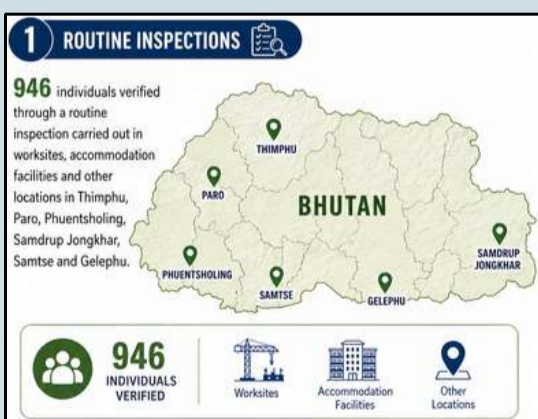 1 ROUTINE INSPECTIONS
946 individuals verified
through a routine
inspection carried out in
worksites, accommodation
facilities and other
locations in Thimphu,
Paro, Phuentsholing,
Samdrup Jongkhar,
Samtse and Gelephu.
THIMPHU
PARO
BHUTAN
PHUENTSHOLING
SAMTSE
GELEPHU
SAMDRUP
JONGKHAR
946
INDIVIDUALS
VERIFIED
Worksites
Accommodation
Facilities
Other
Locations